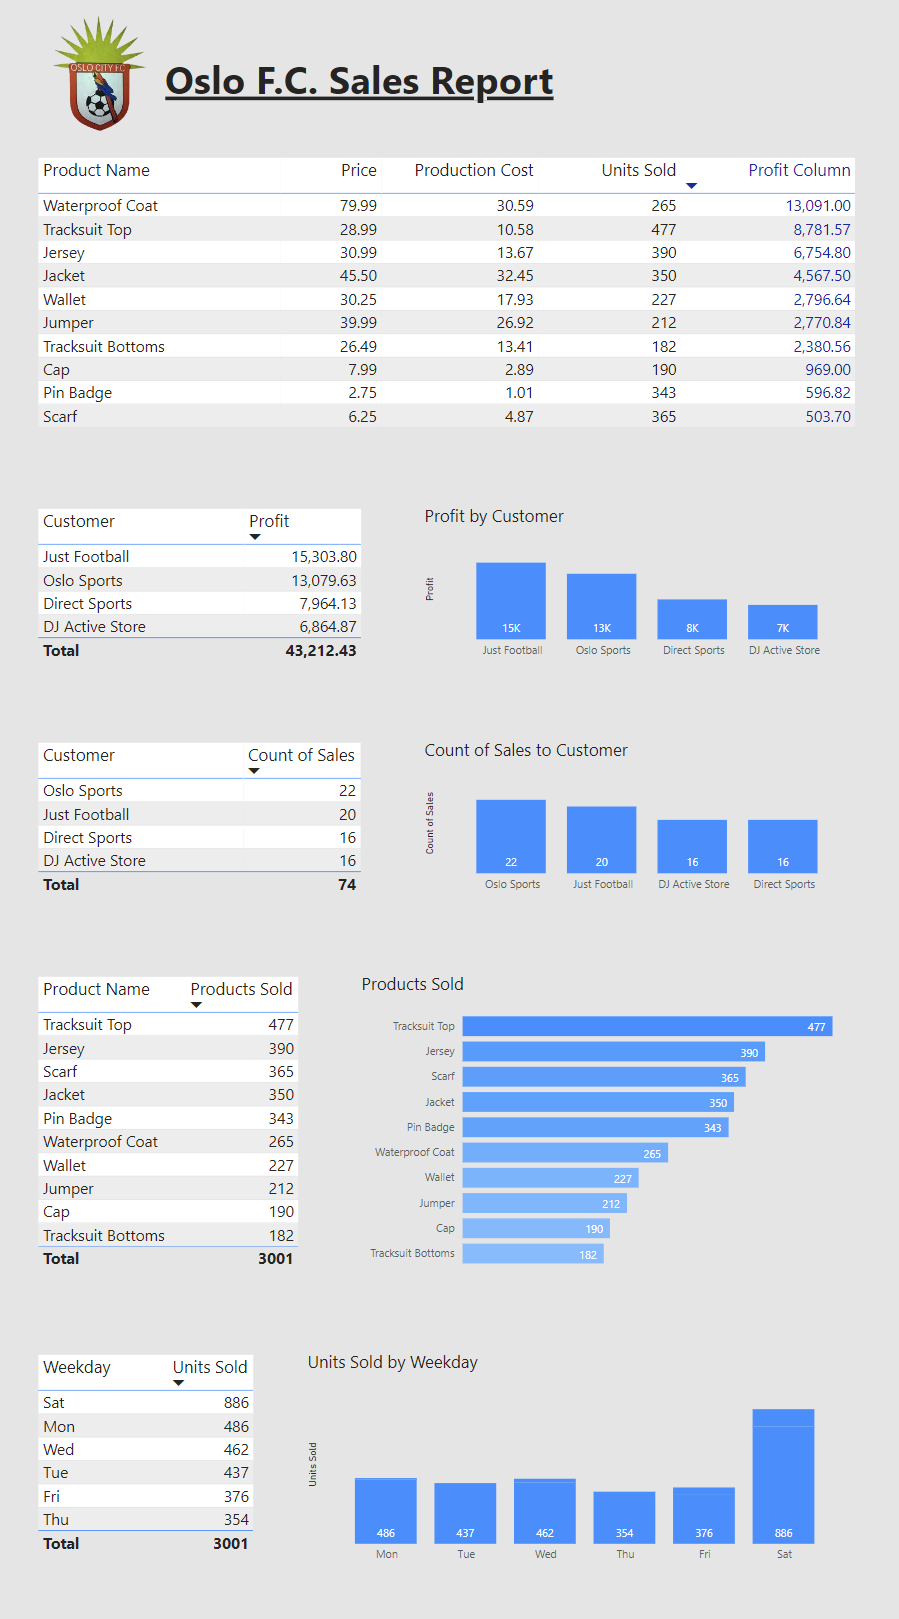 OSLO CITY FC
Oslo F.C. Sales Report
Product Name Price Production Cost Units Sold Profit Column
Waterproof Coat 79.99 30.59 265 13,091.00
Tracksuit Top 28.99 10.58 477 8,781.57
Jersey 30.99 13.67 390 6,754.80
Jacket 45.50 32.45 350 4,567.50
Wallet 30.25 17.93 227 2,796.64
Jumper 39.99 26.92 212 2,770.84
Tracksuit Bottoms 26.49 13.41 182 2,380.56
Cap 7.99 2.89 190 969.00
Pin Badge 2.75 1.01 343 596.82
Scarf 6.25 4.87 365 503.70
Customer Profit
Just Football 15,303.80
Oslo Sports 13,079.63
Direct Sports 7,964.13
DJ Active Store 6,864.87
Total 43,212.43
Profit by Customer
Profit
15K 13K 8K 7K
Just Football Oslo Sports Direct Sports DJ Active Store
Customer Count of Sales
Oslo Sports 22
Just Football 20
Direct Sports 16
DJ Active Store 16
Total 74
Count of Sales to Customer
Count of Sales
22 20 16 16
Oslo Sports Just Football DJ Active Store Direct Sports
Product Name Products Sold
Tracksuit Top 477
Jersey 390
Scarf 365
Jacket 350
Pin Badge 343
Waterproof Coat 265
Wallet 227
Jumper 212
Cap 190
Tracksuit Bottoms 182
Total 3001
Products Sold
Tracksuit Top 477
Jersey 390
Scarf 365
Jacket 350
Pin Badge 343
Waterproof Coat 265
Wallet 227
Jumper 212
Cap 190
Tracksuit Bottoms 182
Weekday Units Sold
Sat 886
Mon 486
Wed 462
Tue 437
Fri 376
Thu 354
Total 3001
Units Sold by Weekday
Units Sold
486 437 462 354 376 886
Mon Tue Wed Thu Fri Sat